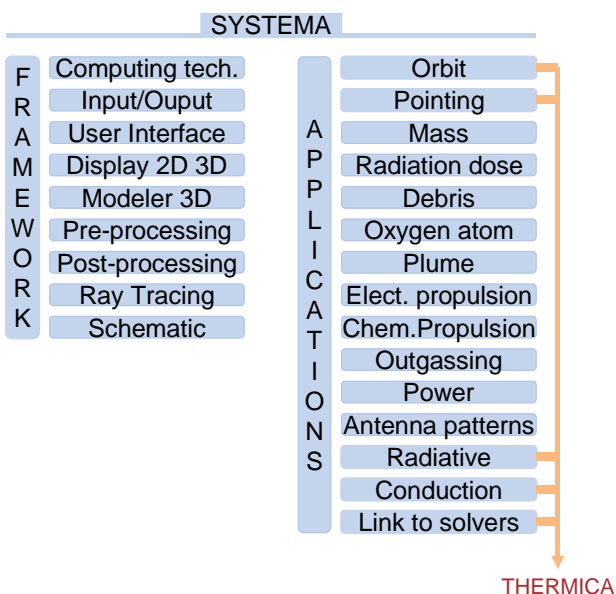 SYSTEMA
FRAMEWORK
Computing tech.
Input/Ouput
User Interface
Display 2D 3D
Modeler 3D
Pre-processing
Post-processing
Ray Tracing
Schematic
APPLICATIONS
Orbit
Pointing
Mass
Radiation dose
Debris
Oxygen atom
Plume
Elect. propulsion
Chem.Propulsion
Outgassing
Power
Antenna patterns
Radiative
Conduction
Link to solvers
THERMICA